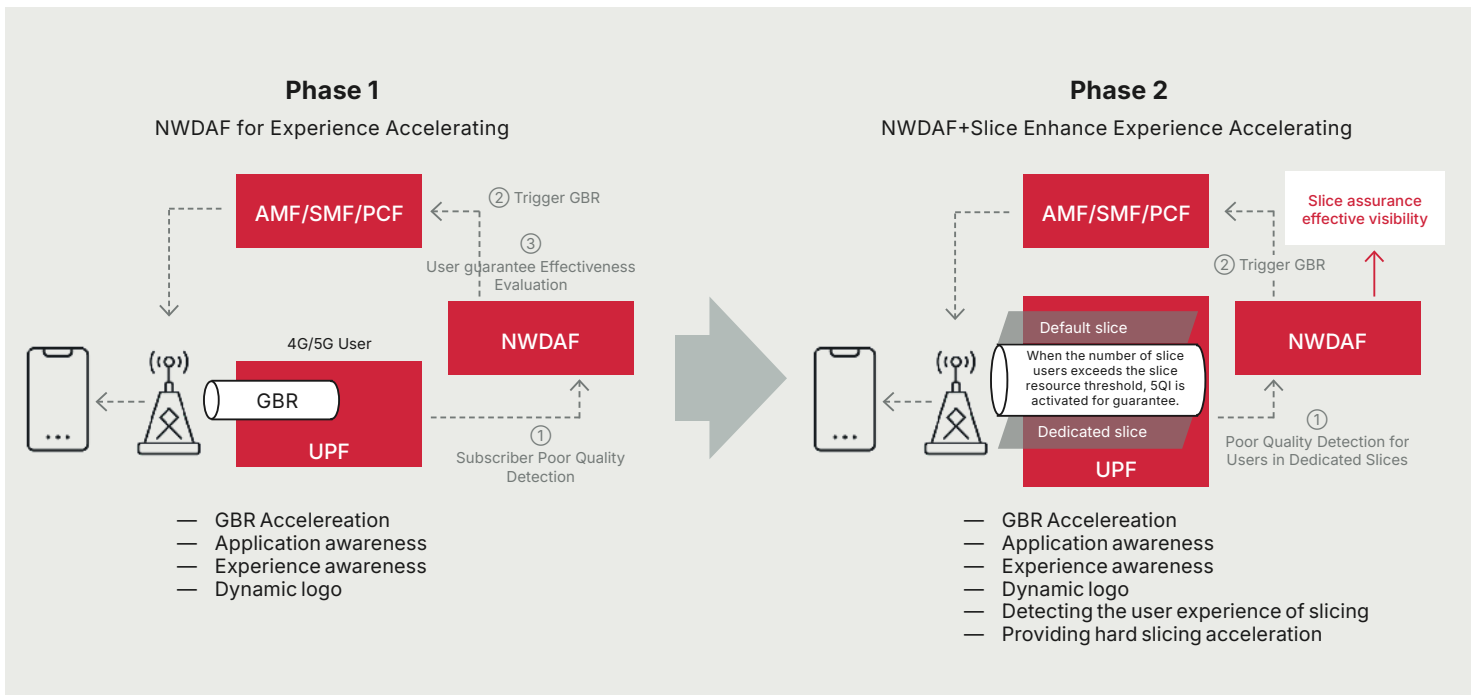 Phase 1
NWDAF for Experience Accelerating
AMF/SMF/PCF
② Trigger GBR
③
User guarantee Effectiveness
Evaluation
NWDAF
4G/5G User
GBR
UPF
①
Subscriber Poor Quality
Detection
— GBR Accelereation
— Application awareness
— Experience awareness
— Dynamic logo
Phase 2
NWDAF+Slice Enhance Experience Accelerating
AMF/SMF/PCF
Slice assurance
effective visibility
② Trigger GBR
NWDAF
Default slice
When the number of slice
users exceeds the slice
resource threshold, 5QI is
activated for guarantee.
Dedicated slice
UPF
①
Poor Quality Detection for
Users in Dedicated Slices
— GBR Accelereation
— Application awareness
— Experience awareness
— Dynamic logo
— Detecting the user experience of slicing
— Providing hard slicing acceleration